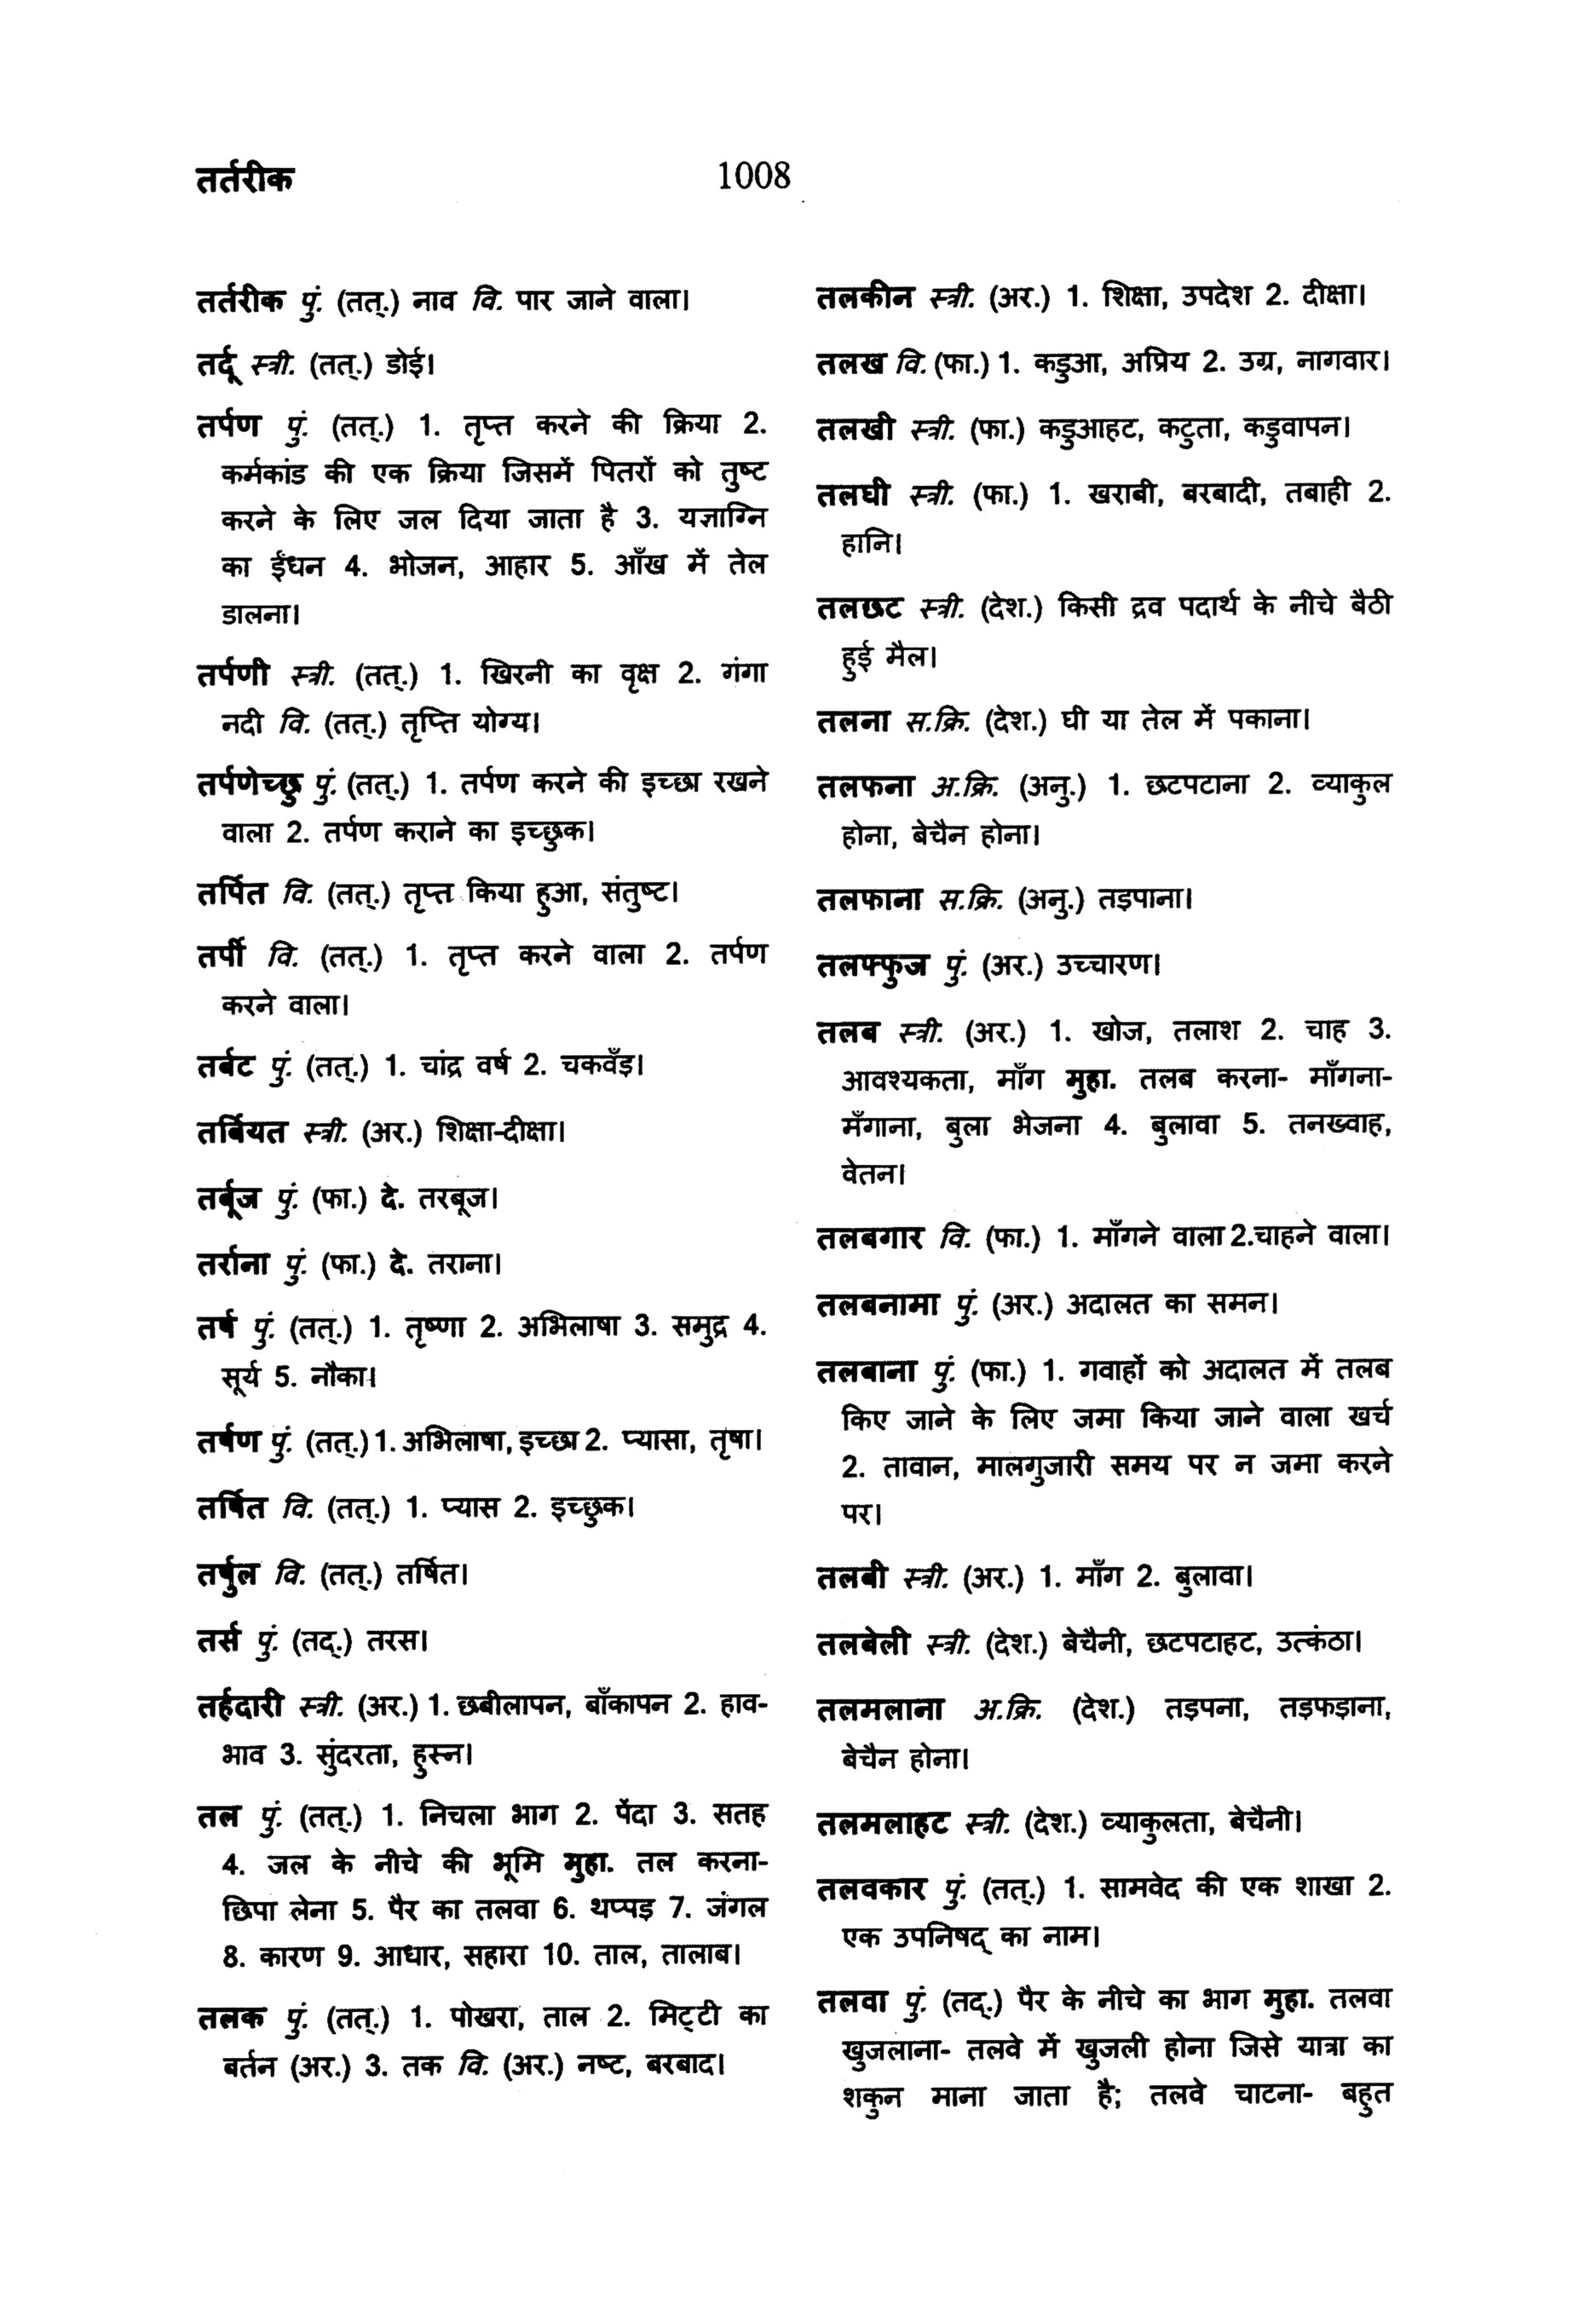 तर्तरीक
1008
तर्तरीक पुं. (तत्.) नाव वि. पार जाने वाला।
तर्दू स्त्री. (तत्.) डोई।
तर्पण पुं. (तत्.) 1. तृप्त करने की क्रिया 2.
कर्मकांड की एक क्रिया जिसमें पितरों को तुष्ट
करने के लिए जल दिया जाता है 3. यज्ञाग्नि
का ईंधन 4. भोजन, आहार 5. आँख में तेल
डालना।
तर्पणी स्त्री. (तत्.) 1. खिरनी का वृक्ष 2. गंगा
नदी वि. (तत्.) तृप्ति योग्य।
तर्पणेच्छु पुं. (तत्.) 1. तर्पण करने की इच्छा रखने
वाला 2. तर्पण कराने का इच्छुक।
तर्पित वि. (तत्.) तृप्त किया हुआ, संतुष्ट।
तर्पी वि. (तत्.) 1. तृप्त करने वाला 2. तर्पण
करने वाला।
तर्बट पुं. (तत्.) 1. चांद्र वर्ष 2. चकवँड़।
तर्बियत स्त्री. (अर.) शिक्षा-दीक्षा।
तर्बूज पुं. (फा.) दे. तरबूज।
तर्राना पुं. (फा.) दे. तराना।
तर्ष पुं. (तत्.) 1. तृष्णा 2. अभिलाषा 3. समुद्र 4.
सूर्य 5. नौका।
तर्षण पुं. (तत्.) 1. अभिलाषा, इच्छा 2. प्यासा, तृषा।
तर्षित वि. (तत्.) 1. प्यास 2. इच्छुक।
तर्षुल वि. (तत्.) तर्षित।
तर्स पुं. (तद्.) तरस।
तर्हदारी स्त्री. (अर.) 1. छबीलापन, बाँकापन 2. हाव-
भाव 3. सुंदरता, हुस्न।
तल पुं. (तत्.) 1. निचला भाग 2. पेंदा 3. सतह
4. जल के नीचे की भूमि मुहा. तल करना-
छिपा लेना 5. पैर का तलवा 6. थप्पड़ 7. जंगल
8. कारण 9. आधार, सहारा 10. ताल, तालाब।
तलक पुं. (तत्.) 1. पोखरा, ताल 2. मिट्टी का
बर्तन (अर.) 3. तक वि. (अर.) नष्ट, बरबाद।
तलकीन स्त्री. (अर.) 1. शिक्षा, उपदेश 2. दीक्षा।
तलख वि. (फा.) 1. कडुआ, अप्रिय 2. उग्र, नागवार।
तलखी स्त्री. (फा.) कडुआहट, कटुता, कडुवापन।
तलघी स्त्री. (फा.) 1. खराबी, बरबादी, तबाही 2.
हानि।
तलछट स्त्री. (देश.) किसी द्रव पदार्थ के नीचे बैठी
हुई मैल।
तलना स.क्रि. (देश.) घी या तेल में पकाना।
तलफना अ.क्रि. (अनु.) 1. छटपटाना 2. व्याकुल
होना, बेचैन होना।
तलफाना स.क्रि. (अनु.) तड़पाना।
तलफ्फुज पुं. (अर.) उच्चारण।
तलब स्त्री. (अर.) 1. खोज, तलाश 2. चाह 3.
आवश्यकता, माँग मुहा. तलब करना- माँगना-
मँगाना, बुला भेजना 4. बुलावा 5. तनख्वाह,
वेतन।
तलबगार वि. (फा.) 1. माँगने वाला 2.चाहने वाला।
तलबनामा पुं. (अर.) अदालत का समन।
तलबाना पुं. (फा.) 1. गवाहों को अदालत में तलब
किए जाने के लिए जमा किया जाने वाला खर्च
2. तावान, मालगुजारी समय पर न जमा करने
पर।
तलबी स्त्री. (अर.) 1. माँग 2. बुलावा।
तलबेली स्त्री. (देश.) बेचैनी, छटपटाहट, उत्कंठा।
तलमलाना अ.क्रि. (देश.) तड़पना, तड़फड़ाना,
बेचैन होना।
तलमलाहट स्त्री. (देश.) व्याकुलता, बेचैनी।
तलवकार पुं. (तत्.) 1. सामवेद की एक शाखा 2.
एक उपनिषद् का नाम।
तलवा पुं. (तद्.) पैर के नीचे का भाग मुहा. तलवा
खुजलाना- तलवे में खुजली होना जिसे यात्रा का
शकुन माना जाता है; तलवे चाटना- बहुत